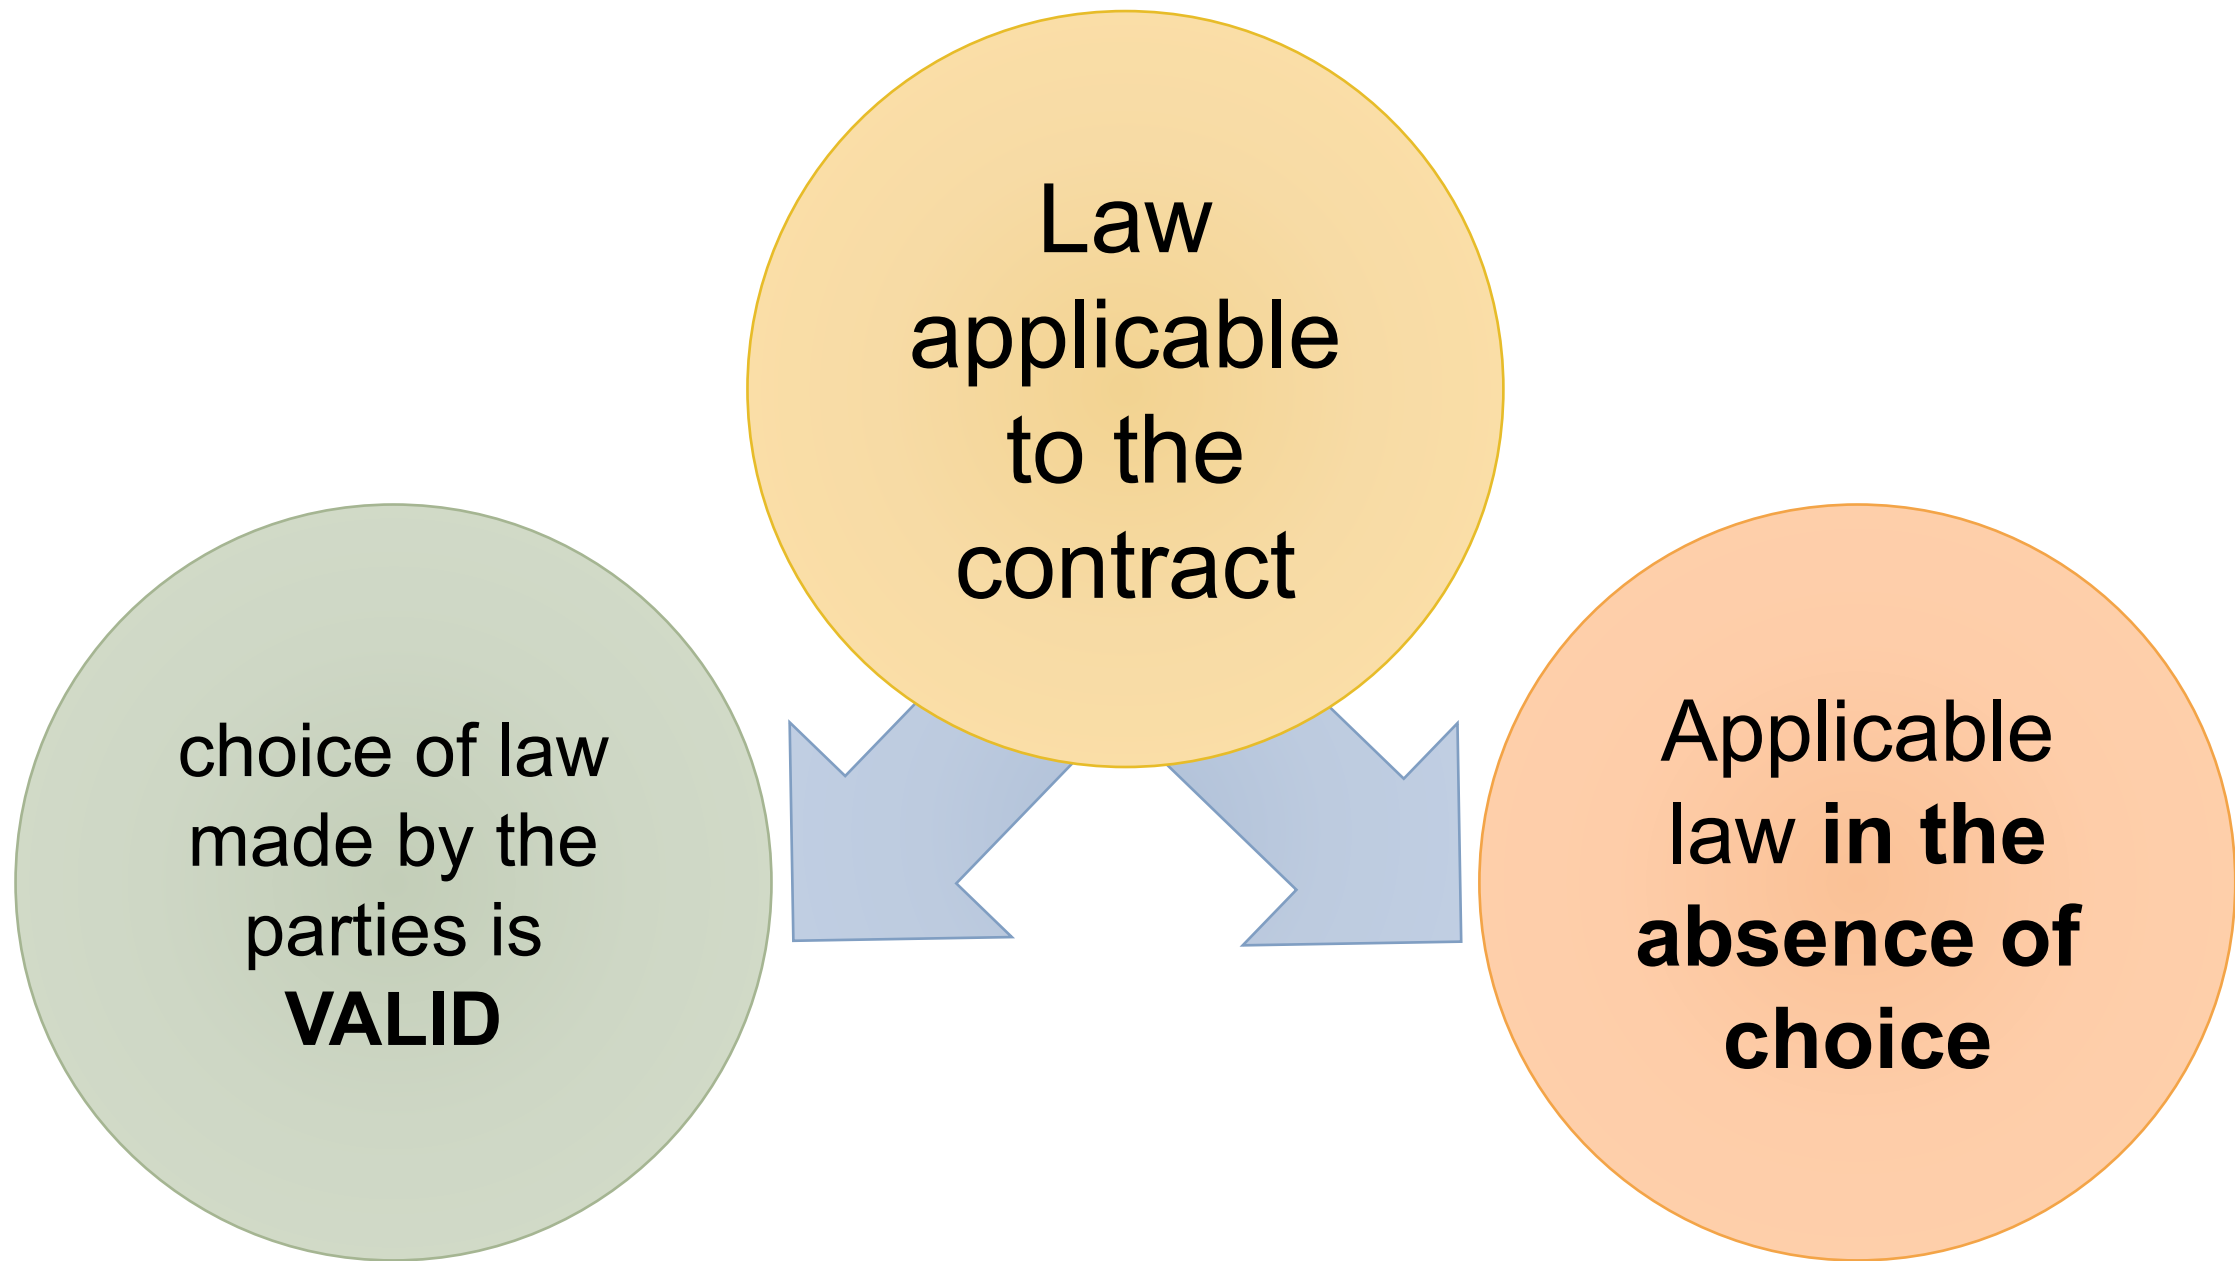 Law
applicable
to the
contract
choice of law
made by the
parties is
VALID
Applicable
law in the
absence of
choice